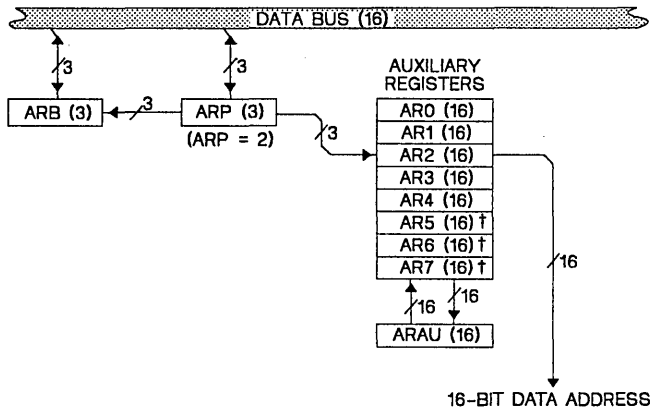 DATA BUS (16)
3
3
AUXILIARY
REGISTERS
ARB (3)
3
ARP (3)
(ARP = 2)
3
AR0 (16)
AR1 (16)
AR2 (16)
AR3 (16)
AR4 (16)
AR5 (16) †
AR6 (16) †
AR7 (16) †
16
16
16
ARAU (16)
16-BIT DATA ADDRESS